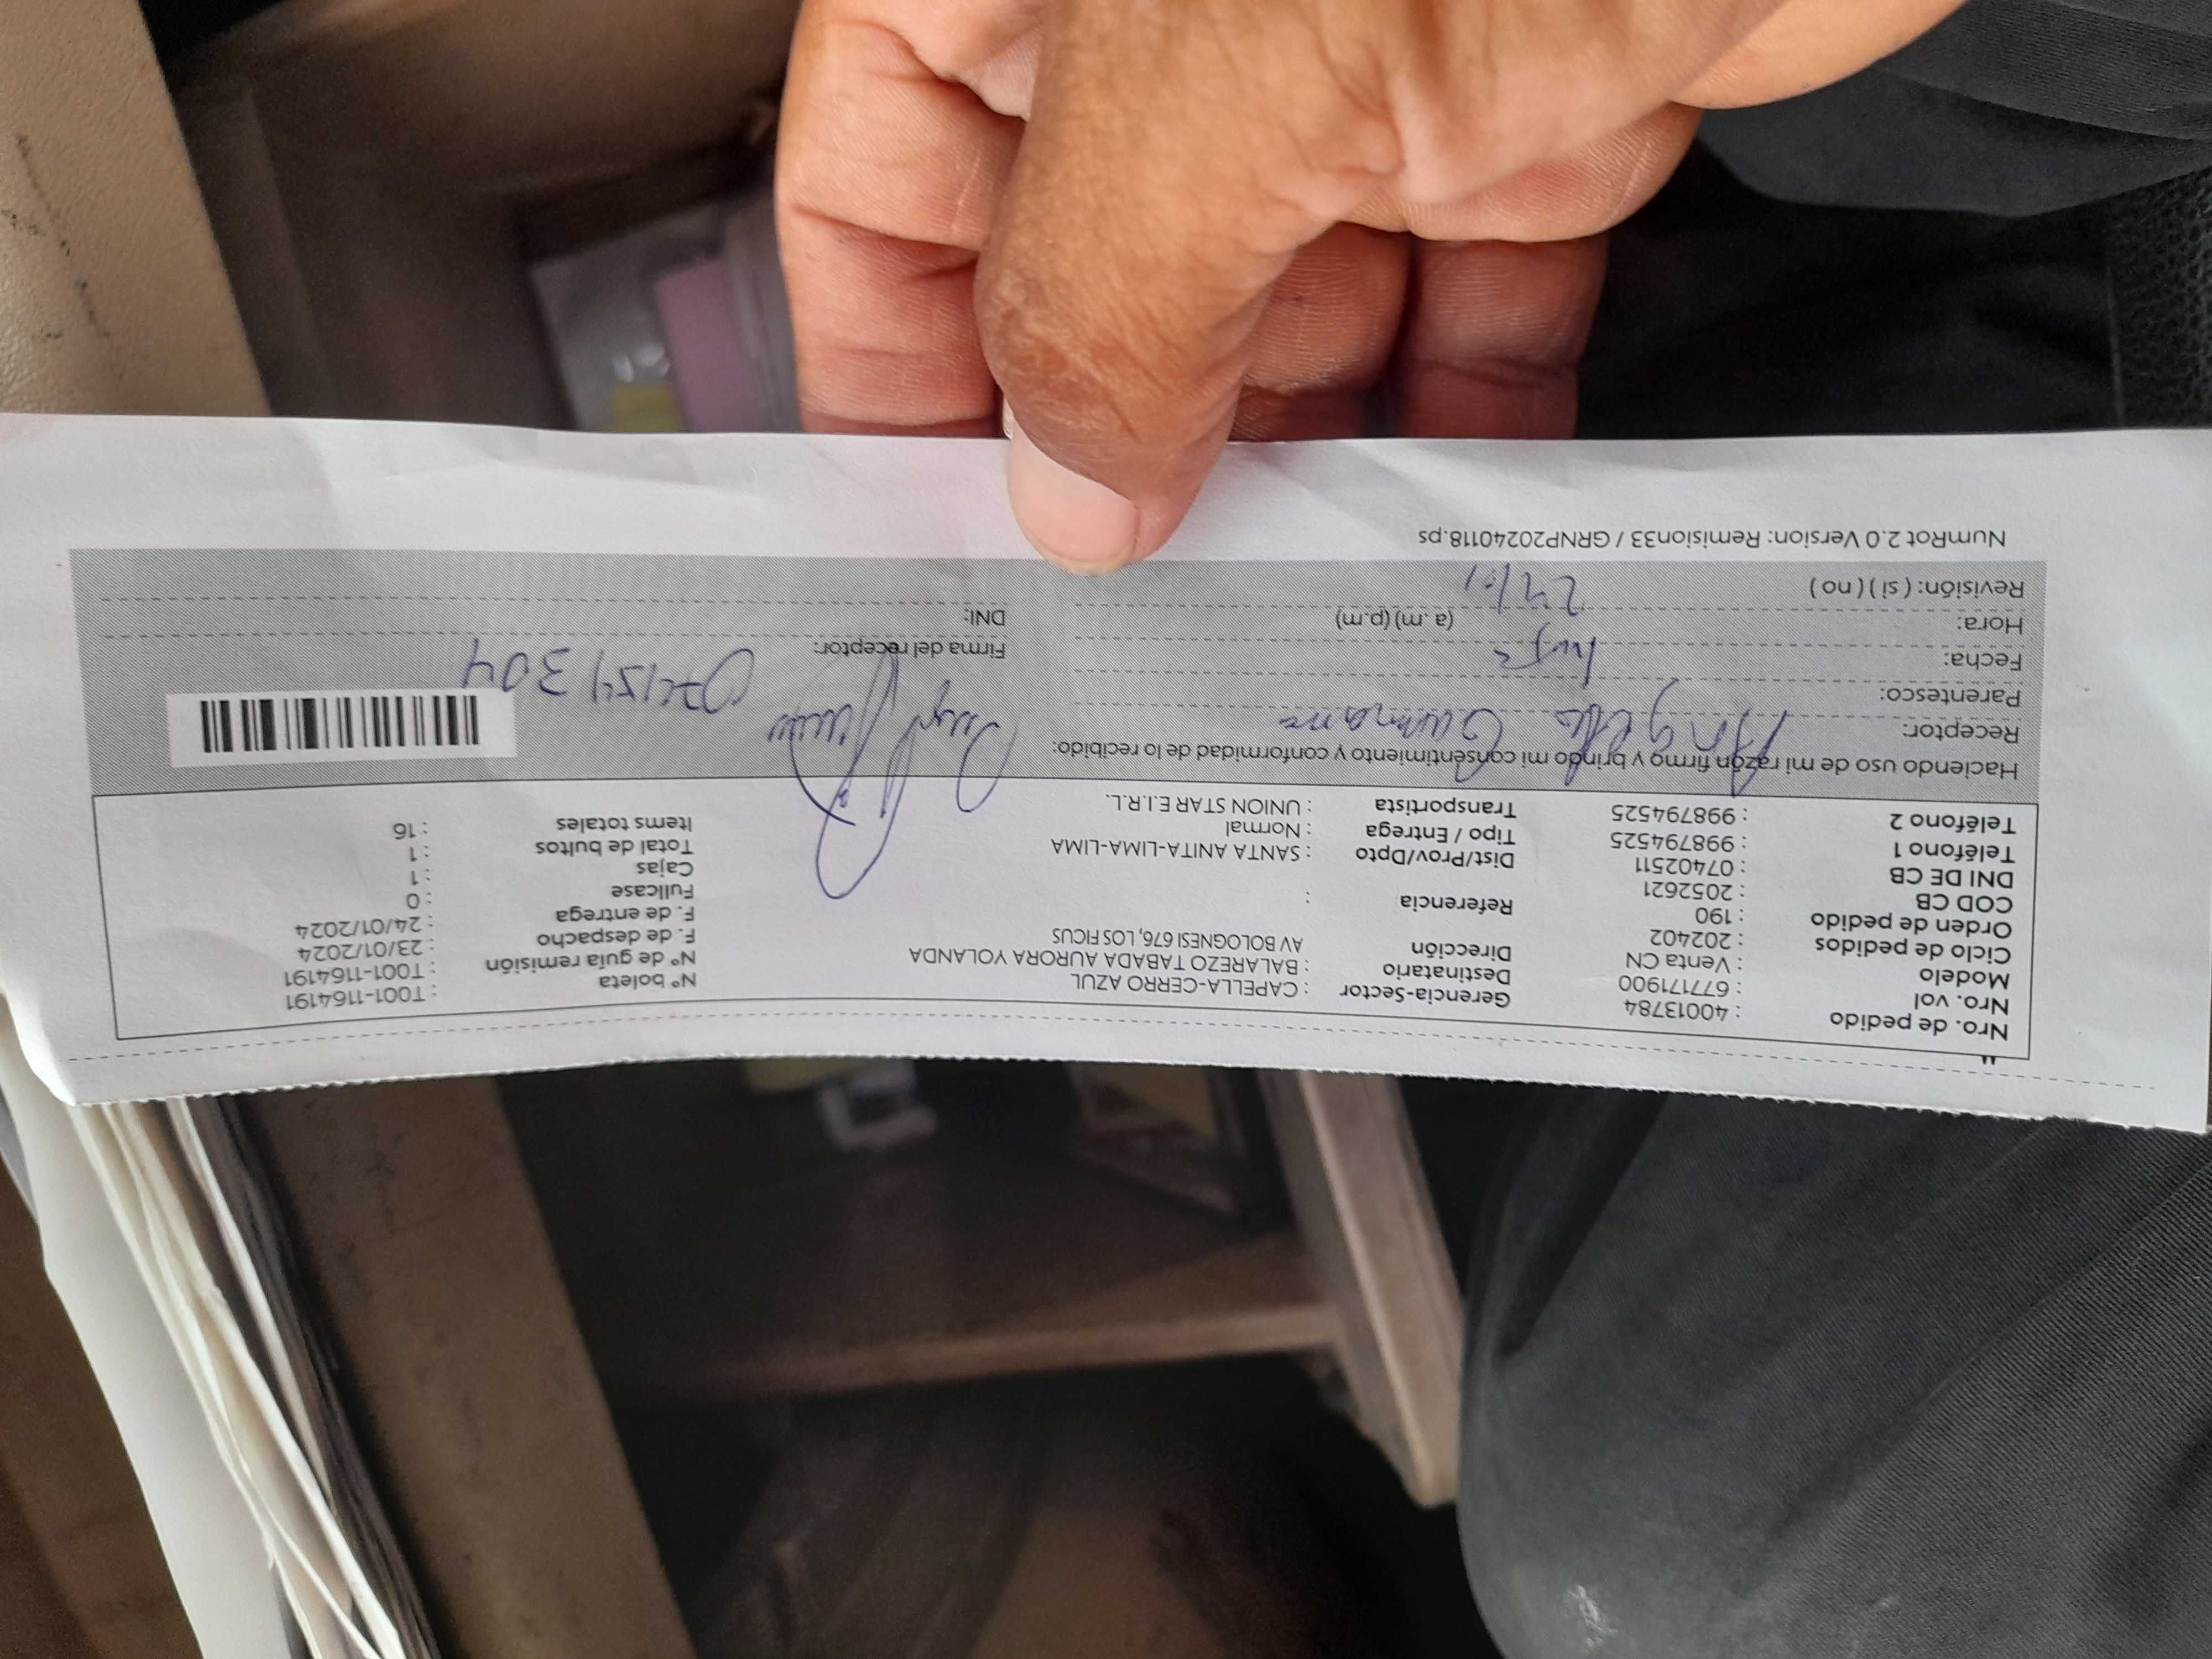 Nro. de pedido : 40013784 Gerencia-Sector : CAPELLA-CERRO AZUL Nº boleta : T001-1164191
Nro. vol : 677171900 Destinatario : BALAREZO TABADA AURORA YOLANDA Nº de guía remisión : T001-1164191
Modelo : Venta CN Dirección AV BOLOGNESI 676, LOS FICUS F. de despacho : 23/01/2024
Ciclo de pedidos : 202402 F. de entrega : 24/01/2024
Orden de pedido : 190 Referencia : Fullcase : 0
COD CB : 2052621 Cajas : 1
DNI DE CB : 07402511 Dist/Prov/Dpto : SANTA ANITA-LIMA-LIMA Total de bultos : 1
Teléfono 1 : 998794525 Tipo / Entrega : Normal Items totales : 16
Teléfono 2 : 998794525 Transportista : UNION STAR E.I.R.L.
Haciendo uso de mi razón firmo y brindo mi consentimiento y conformidad de lo recibido:
Receptor:
Parentesco:
Fecha: Firma del receptor: 07151304
Hora: (a. m) (p.m) DNI:
Revisión: ( si ) ( no )
NumRot 2.0 Version: Remision33 / GRNP20240118.ps